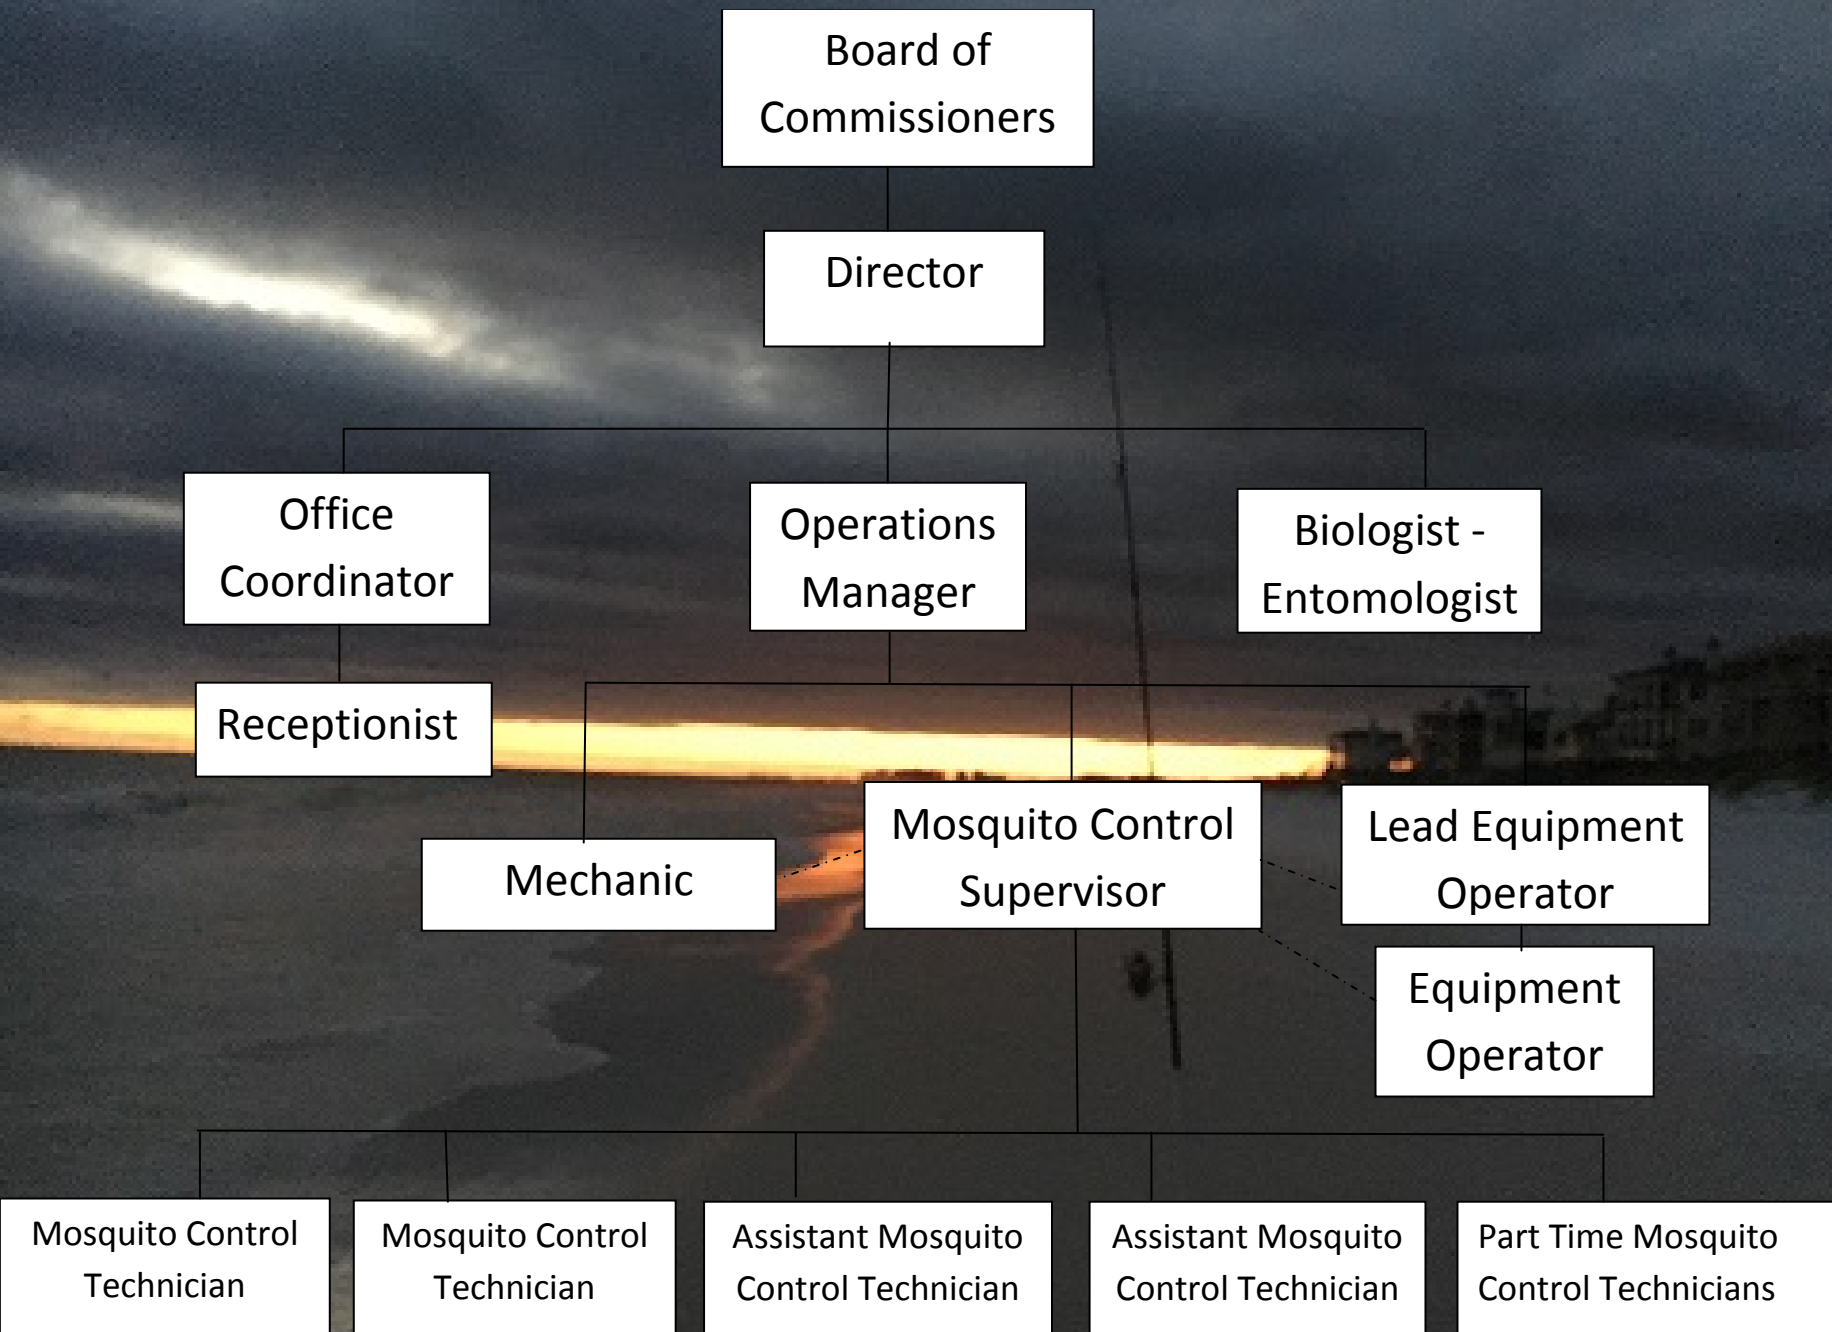 Board of
Commissioners
Director
Office
Coordinator
Operations
Manager
Biologist -
Entomologist
Receptionist
Mechanic
Mosquito Control
Supervisor
Lead Equipment
Operator
Equipment
Operator
Mosquito Control
Technician
Mosquito Control
Technician
Assistant Mosquito
Control Technician
Assistant Mosquito
Control Technician
Part Time Mosquito
Control Technicians